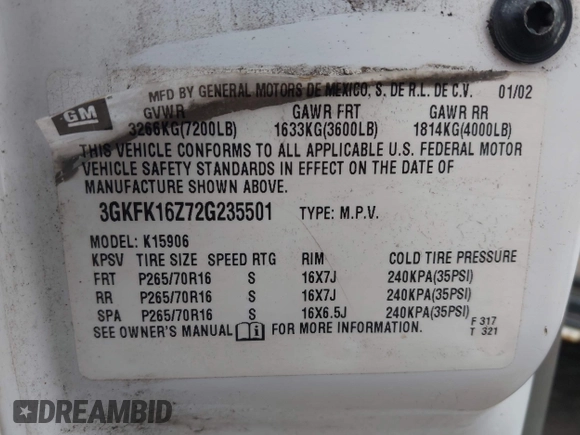 MFD BY GENERAL MOTORS DE MEXICO, S. DE R.L. DE C.V. 01/02
GM
GVWR GAWR FRT GAWR RR
3266KG(7200LB) 1633KG(3600LB) 1814KG(4000LB)
THIS VEHICLE CONFORMS TO ALL APPLICABLE U.S. FEDERAL MOTOR
VEHICLE SAFETY STANDARDS IN EFFECT ON THE DATE OF
MANUFACTURE SHOWN ABOVE.
3GKFK16Z72G235501 TYPE: M.P.V.
MODEL: K15906
KPSV TIRE SIZE SPEED RTG RIM COLD TIRE PRESSURE
FRT P265/70R16 S 16X7J 240KPA(35PSI)
RR P265/70R16 S 16X7J 240KPA(35PSI)
SPA P265/70R16 S 16X6.5J 240KPA(35PSI)
SEE OWNER'S MANUAL FOR MORE INFORMATION.
F 317
T 321
DREAMBID